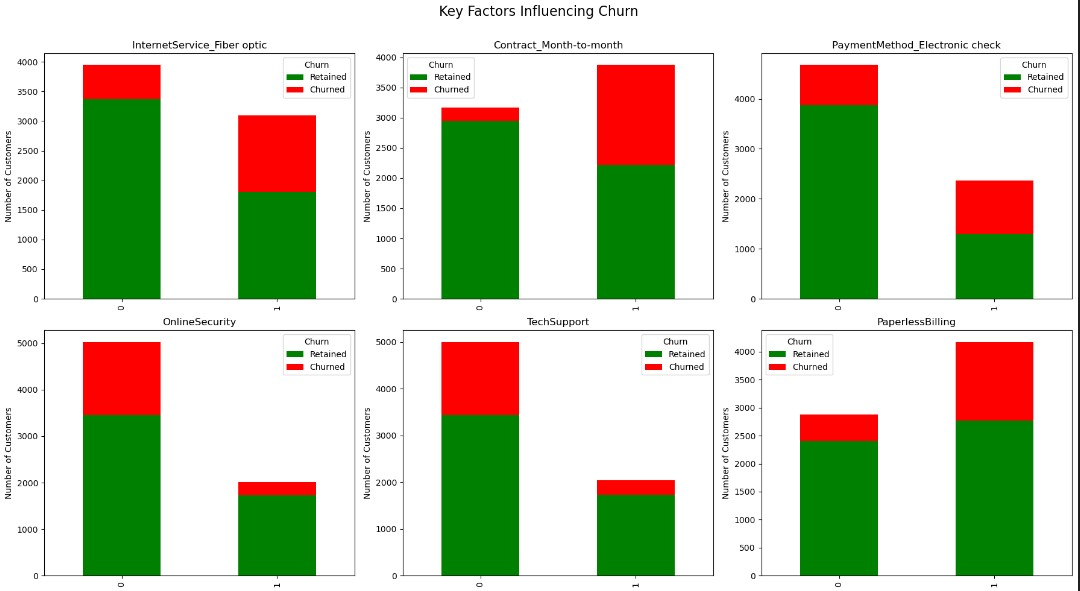 Key Factors Influencing Churn
InternetService_Fiber optic
Number of Customers
4000
3500
3000
2500
2000
1500
1000
500
0
Churn
Retained
Churned
0
1
Contract_Month-to-month
Number of Customers
4000
3500
3000
2500
2000
1500
1000
500
0
Churn
Retained
Churned
0
1
PaymentMethod_Electronic check
Number of Customers
4000
3000
2000
1000
0
Churn
Retained
Churned
0
1
OnlineSecurity
Number of Customers
5000
4000
3000
2000
1000
0
Churn
Retained
Churned
0
1
TechSupport
Number of Customers
5000
4000
3000
2000
1000
0
Churn
Retained
Churned
0
1
PaperlessBilling
Number of Customers
4000
3500
3000
2500
2000
1500
1000
500
0
Churn
Retained
Churned
0
1